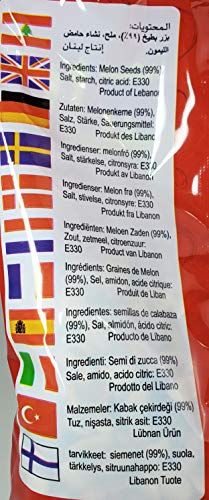 المحتويات:
بزر بطيخ (٩٩٪)، ملح، نشاء حامض
الليمون.
إنتاج لبنان
Ingredients: Melon Seeds (99%)
Salt, starch, citric acid: E330
Product of Lebanon
Zutaten: Melonenkerne (99%)
Salz, Stärke, Säuerungsmittel:
E330
Produkt des Libanon
Ingredienser: melonfrö (99%),
Salt, stärkelse, citronsyra: E330
Produkt av Libanon
Ingredienser: Melon frø (99%),
Salt, stivelse, citronsyre: E330
Produkt fra Libanon
Ingrediënten: Meloen Zaden (99%),
Zout, zetmeel, citroenzuur:
E330
Product van Libanon
Ingrédients: Graines de Melon
(99%), Sel, amidon, acide citrique:
E330
Produit de Liban
Ingredientes: semillas de calabaza
(99%), Sal, almidón, ácido cítric:
E330
Producto de Líban
Ingredienti: Semi di zucca (99%)
Sale, amido, acido citric: E330
Prodotto del Libano
Malzemeler: Kabak çekirdeği (99%)
Tuz, nişasta, sitrik asit: E330
Lübnan Ürün
tarvikkeet: siemenet (99%), suola,
tärkkelys, sitruunahappo: E330
Libanon Tuote